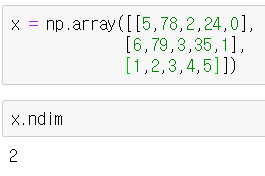 x = np.array([[5,78,2,24,0],
[6,79,3,35,1],
[1,2,3,4,5]])
x.ndim
2